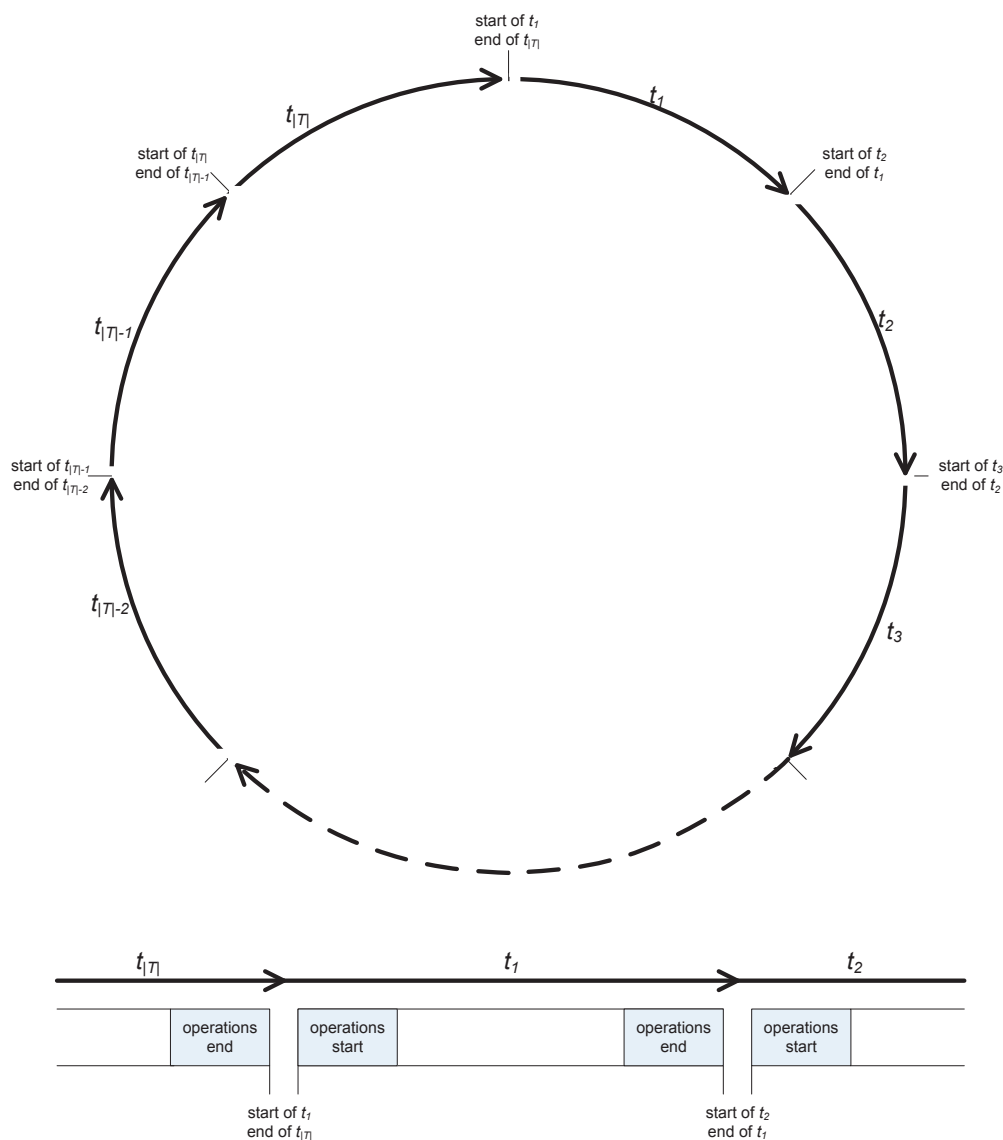 start of t1
end of t|T|
t|T|
t1
start of t|T|
end of t|T|-1
start of t2
end of t1
t|T|-1
t2
start of t|T|-1
end of t|T|-2
start of t3
end of t2
t|T|-2
t3
t|T|
t1
t2
operations
end
operations
start
operations
end
operations
start
start of t1
end of t|T|
start of t2
end of t1